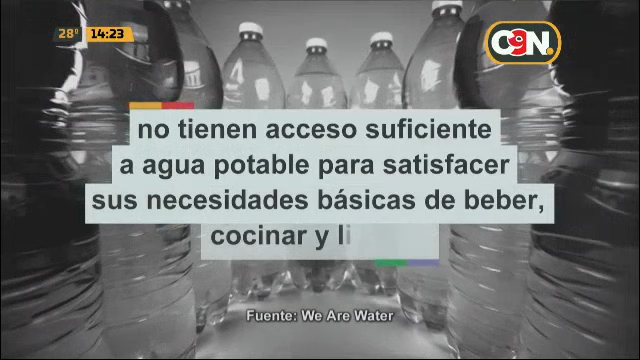 28º 14:23
C9N.
no tienen acceso suficiente
a agua potable para satisfacer
sus necesidades básicas de beber,
cocinar y li
Fuente: We Are Water